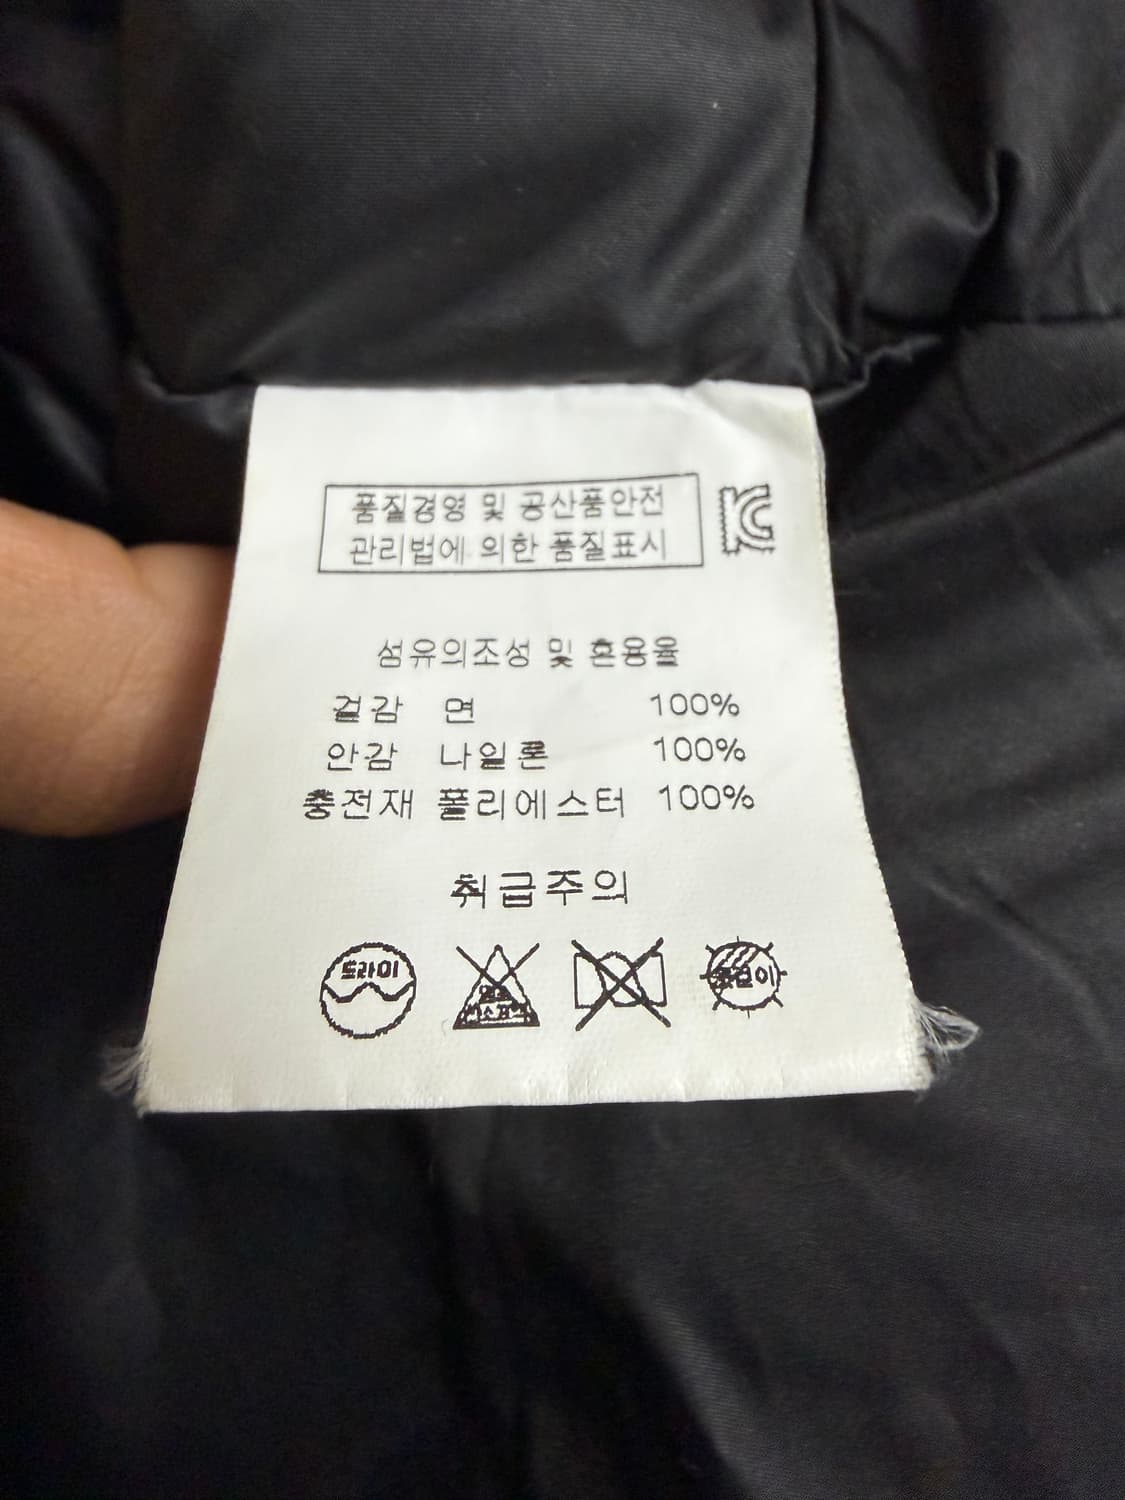 품질경영 및 공산품안전
관리법에 의한 품질표시
섬유의조성 및 혼용율
겉감 면 100%
안감 나일론 100%
충전재 폴리에스터 100%
취급주의
드라이